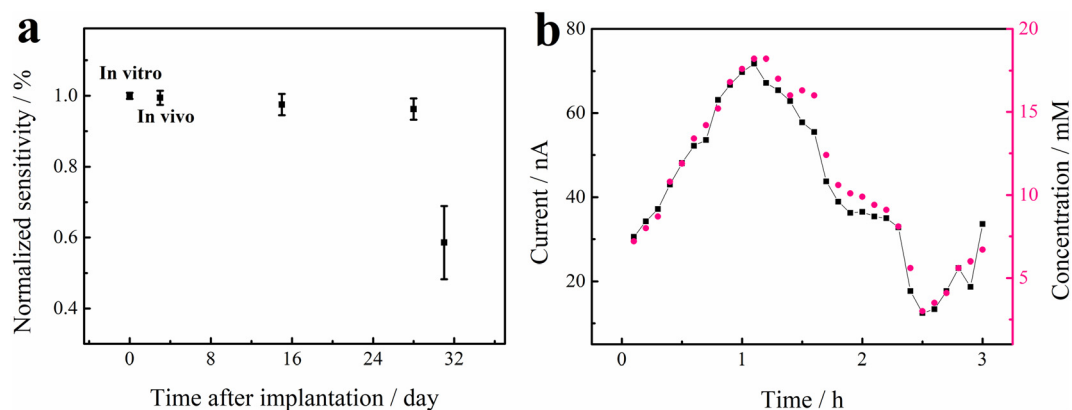 a
Normalized sensitivity / %
1.0
0.8
0.6
0.4
In vitro
In vivo
0 8 16 24 32
Time after implantation / day
b
Current / nA
80
60
40
20
0 1 2 3
Time / h
20
15
10
5
Concentration / mM